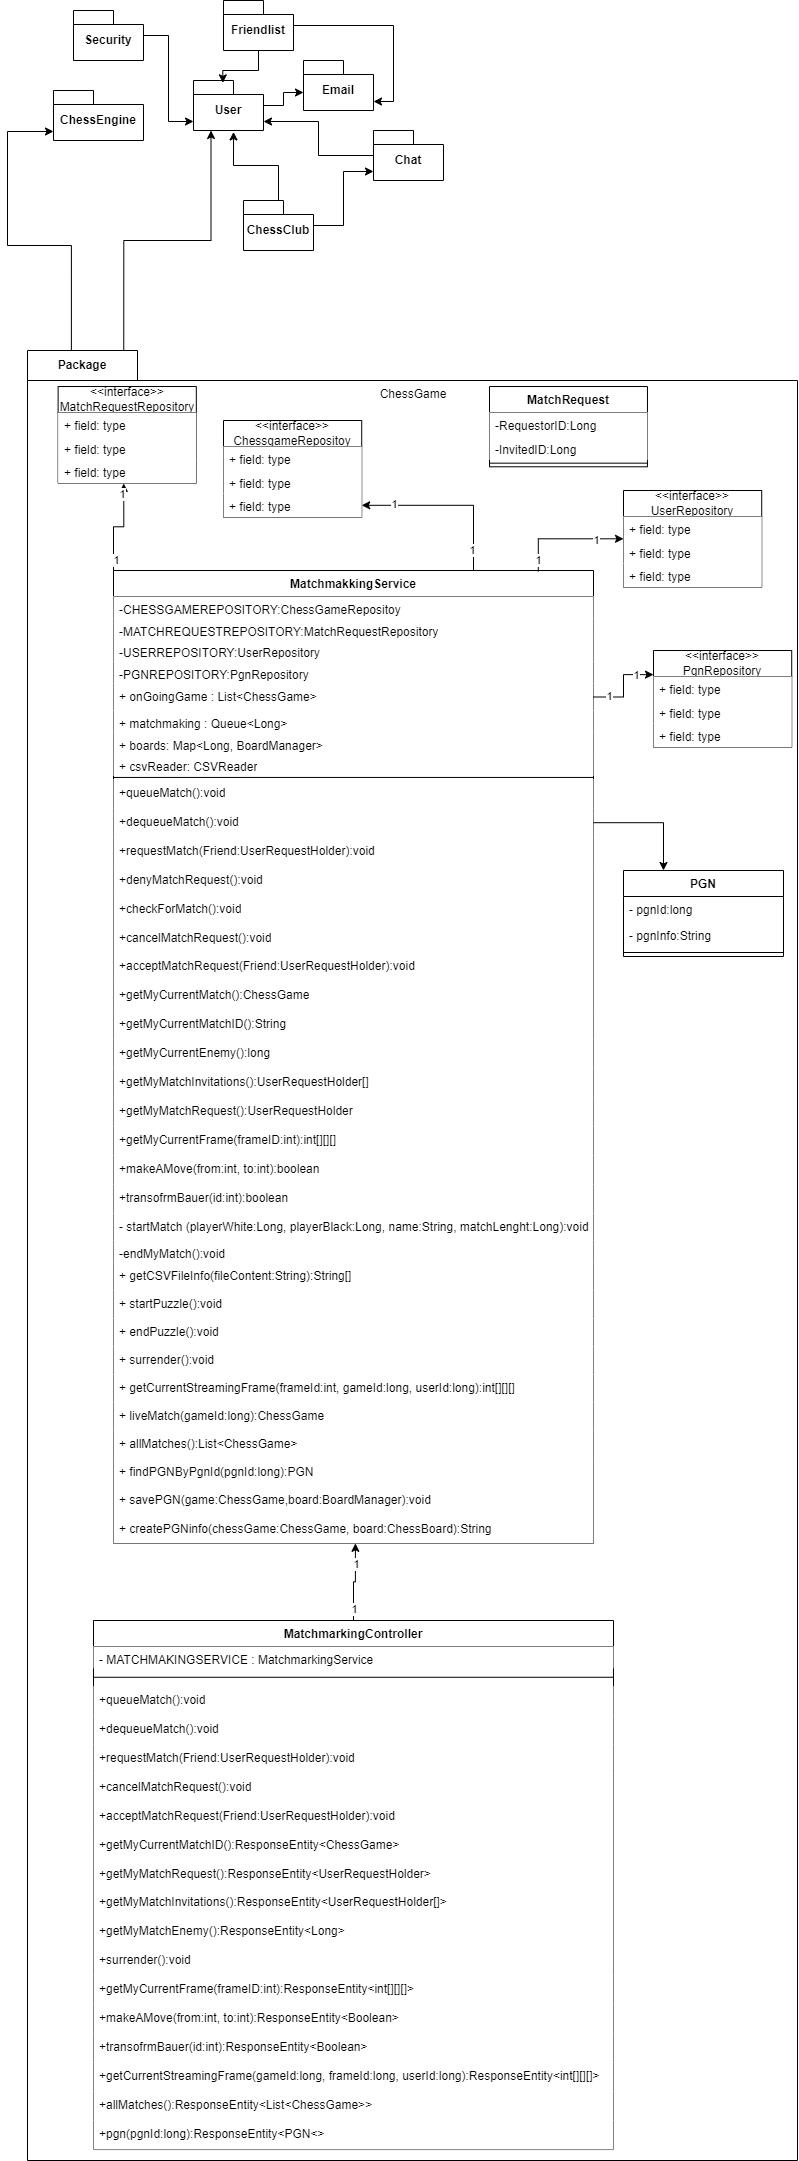 Security
Friendlist
Email
User
ChessEngine
Chat
ChessClub
Package
ChessGame
<<interface>>
MatchRequestRepository
+ field: type
+ field: type
+ field: type
<<interface>>
ChessgameRepositoy
+ field: type
+ field: type
+ field: type
MatchRequest
-RequestorID:Long
-InvitedID:Long
<<interface>>
UserRepository
+ field: type
+ field: type
+ field: type
1
1
1
1
1
1
MatchmakkingService
-CHESSGAMEREPOSITORY:ChessGameRepositoy
-MATCHREQUESTREPOSITORY:MatchRequestRepository
-USERREPOSITORY:UserRepository
-PGNREPOSITORY:PgnRepository
+ onGoingGame : List<ChessGame>
+ matchmaking : Queue<Long>
+ boards: Map<Long, BoardManager>
+ csvReader: CSVReader
1
1
<<interface>>
PgnRepository
+ field: type
+ field: type
+ field: type
+queueMatch():void
+dequeueMatch():void
+requestMatch(Friend:UserRequestHolder):void
+denyMatchRequest():void
+checkForMatch():void
+cancelMatchRequest():void
+acceptMatchRequest(Friend:UserRequestHolder):void
+getMyCurrentMatch():ChessGame
+getMyCurrentMatchID():String
+getMyCurrentEnemy():long
+getMyMatchInvitations():UserRequestHolder[]
+getMyMatchRequest():UserRequestHolder
+getMyCurrentFrame(frameID:int):int[][][]
+makeAMove(from:int, to:int):boolean
+transofrmBauer(id:int):boolean
- startMatch (playerWhite:Long, playerBlack:Long, name:String, matchLenght:Long):void
-endMyMatch():void
+ getCSVFileInfo(fileContent:String):String[]
+ startPuzzle():void
+ endPuzzle():void
+ surrender():void
+ getCurrentStreamingFrame(frameId:int, gameId:long, userId:long):int[][][]
+ liveMatch(gameId:long):ChessGame
+ allMatches():List<ChessGame>
+ findPGNByPgnId(pgnId:long):PGN
+ savePGN(game:ChessGame,board:BoardManager):void
+ createPGNinfo(chessGame:ChessGame, board:ChessBoard):String
PGN
- pgnId:long
- pgnInfo:String
1
1
MatchmarkingController
- MATCHMAKINGSERVICE : MatchmarkingService
+queueMatch():void
+dequeueMatch():void
+requestMatch(Friend:UserRequestHolder):void
+cancelMatchRequest():void
+acceptMatchRequest(Friend:UserRequestHolder):void
+getMyCurrentMatchID():ResponseEntity<ChessGame>
+getMyMatchRequest():ResponseEntity<UserRequestHolder>
+getMyMatchInvitations():ResponseEntity<UserRequestHolder[]>
+getMyMatchEnemy():ResponseEntity<Long>
+surrender():void
+getMyCurrentFrame(frameID:int):ResponseEntity<int[][][]>
+makeAMove(from:int, to:int):ResponseEntity<Boolean>
+transofrmBauer(id:int):ResponseEntity<Boolean>
+getCurrentStreamingFrame(gameId:long, frameId:long, userId:long):ResponseEntity<int[][][]>
+allMatches():ResponseEntity<List<ChessGame>>
+pgn(pgnId:long):ResponseEntity<PGN<>